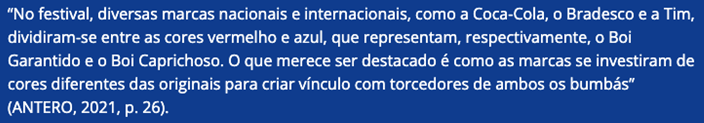 “No festival, diversas marcas nacionais e internacionais, como a Coca-Cola, o Bradesco e a Tim,
dividiram-se entre as cores vermelho e azul, que representam, respectivamente, o Boi
Garantido e o Boi Caprichoso. O que merece ser destacado é como as marcas se investiram de
cores diferentes das originais para criar vínculo com torcedores de ambos os bumbás”
(ANTERO, 2021, p. 26).